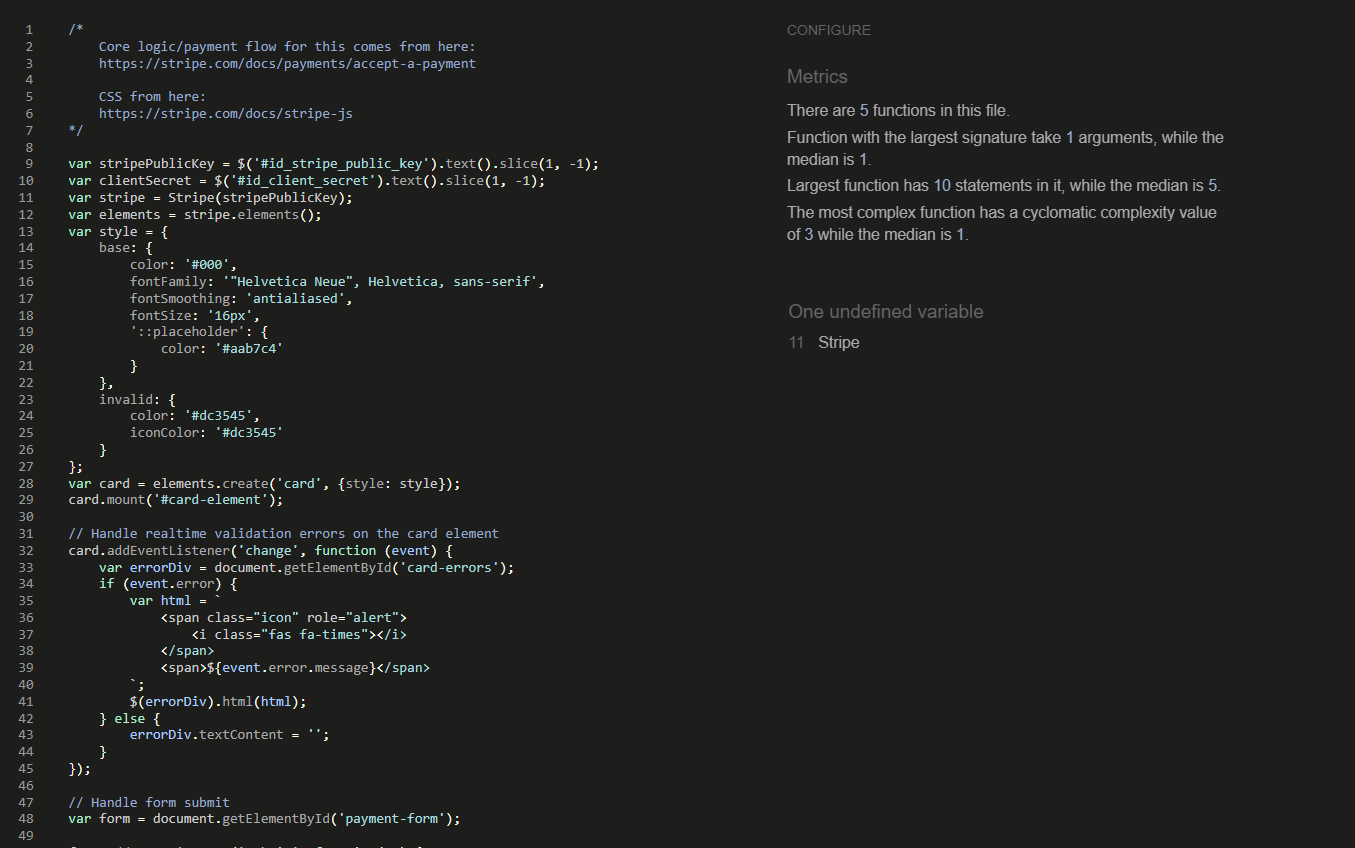 1 /*
2 Core logic/payment flow for this comes from here:
3 https://stripe.com/docs/payments/accept-a-payment
4
5 CSS from here:
6 https://stripe.com/docs/stripe-js
7 */
8
9 var stripePublicKey = $('#id_stripe_public_key').text().slice(1, -1);
10 var clientSecret = $('#id_client_secret').text().slice(1, -1);
11 var stripe = Stripe(stripePublicKey);
12 var elements = stripe.elements();
13 var style = {
14 base: {
15 color: '#000',
16 fontFamily: '"Helvetica Neue", Helvetica, sans-serif',
17 fontSmoothing: 'antialiased',
18 fontSize: '16px',
19 '::placeholder': {
20 color: '#aab7c4'
21 }
22 },
23 invalid: {
24 color: '#dc3545',
25 iconColor: '#dc3545'
26 }
27 };
28 var card = elements.create('card', {style: style});
29 card.mount('#card-element');
30
31 // Handle realtime validation errors on the card element
32 card.addEventListener('change', function (event) {
33 var errorDiv = document.getElementById('card-errors');
34 if (event.error) {
35 var html = `
36 <span class="icon" role="alert">
37 <i class="fas fa-times"></i>
38 </span>
39 <span>${event.error.message}</span>
40 `;
41 $(errorDiv).html(html);
42 } else {
43 errorDiv.textContent = '';
44 }
45 });
46
47 // Handle form submit
48 var form = document.getElementById('payment-form');
49
CONFIGURE
Metrics
There are 5 functions in this file.
Function with the largest signature take 1 arguments, while the
median is 1.
Largest function has 10 statements in it, while the median is 5.
The most complex function has a cyclomatic complexity value
of 3 while the median is 1.
One undefined variable
11 Stripe